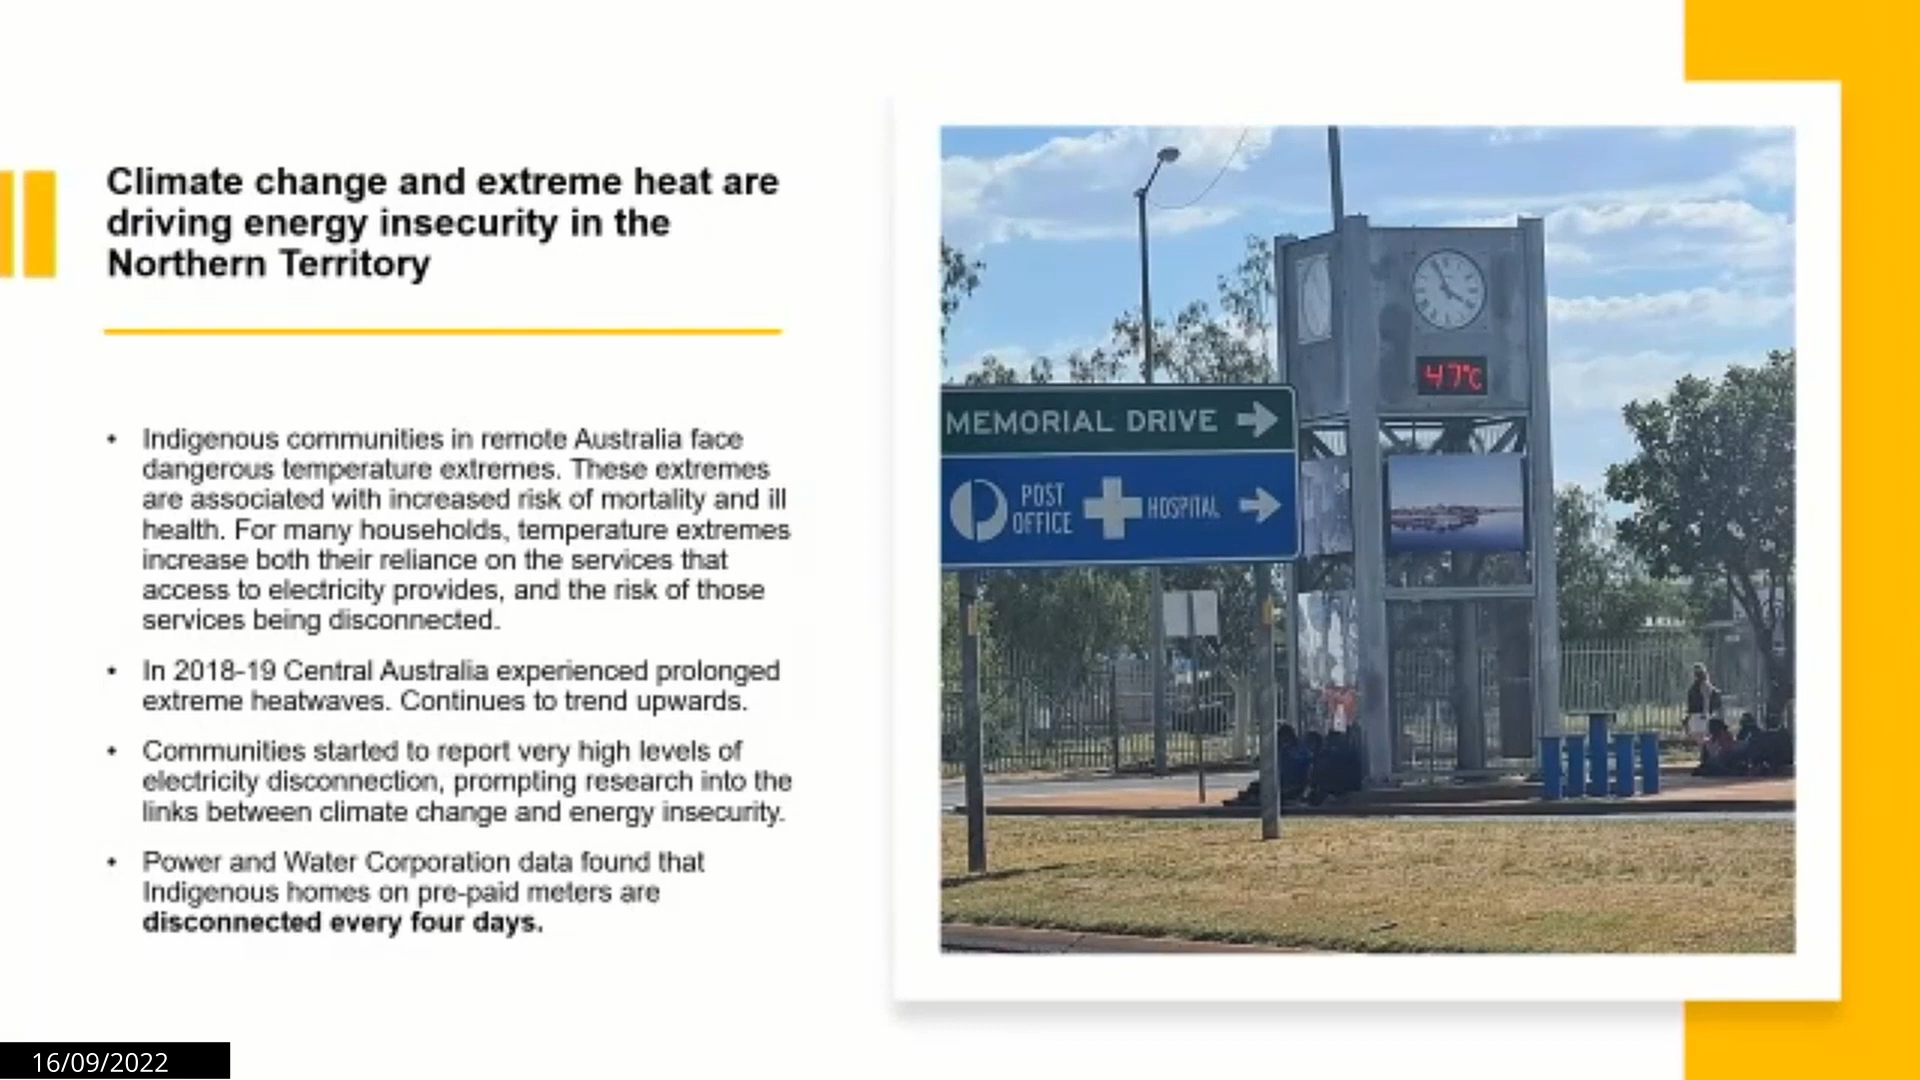 Climate change and extreme heat are
driving energy insecurity in the
Northern Territory
• Indigenous communities in remote Australia face
dangerous temperature extremes. These extremes
are associated with increased risk of mortality and ill
health. For many households, temperature extremes
increase both their reliance on the services that
access to electricity provides, and the risk of those
services being disconnected.
• In 2018-19 Central Australia experienced prolonged
extreme heatwaves. Continues to trend upwards.
• Communities started to report very high levels of
electricity disconnection, prompting research into the
links between climate change and energy insecurity.
• Power and Water Corporation data found that
Indigenous homes on pre-paid meters are
disconnected every four days.
47°C
MEMORIAL DRIVE
POST
OFFICE
HOSPITAL
16/09/2022